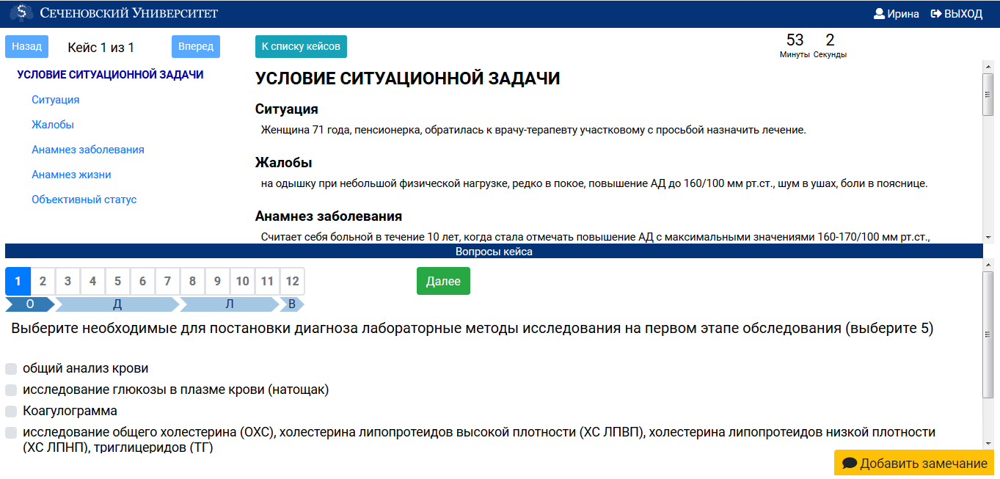 Сеченовский Университет
Ирина
ВЫХОД
Назад
Кейс 1 из 1
Вперед
К списку кейсов
53 2
Минуты Секунды
УСЛОВИЕ СИТУАЦИОННОЙ ЗАДАЧИ
Ситуация
Жалобы
Анамнез заболевания
Анамнез жизни
Объективный статус
УСЛОВИЕ СИТУАЦИОННОЙ ЗАДАЧИ
Ситуация
Женщина 71 года, пенсионерка, обратилась к врачу-терапевту участковому с просьбой назначить лечение.
Жалобы
на одышку при небольшой физической нагрузке, редко в покое, повышение АД до 160/100 мм рт.ст., шум в ушах, боли в пояснице.
Анамнез заболевания
Считает себя больной в течение 10 лет, когда стала отмечать повышение АД с максимальными значениями 160-170/100 мм рт.ст.,
Вопросы кейса
1 2 3 4 5 6 7 8 9 10 11 12
Далее
О Д Л В
Выберите необходимые для постановки диагноза лабораторные методы исследования на первом этапе обследования (выберите 5)
общий анализ крови
исследование глюкозы в плазме крови (натощак)
Коагулограмма
исследование общего холестерина (ОХС), холестерина липопротеидов высокой плотности (ХС ЛПВП), холестерина липопротеидов низкой плотности
(ХС ЛПНП), триглицеридов (ТГ)
Добавить замечание